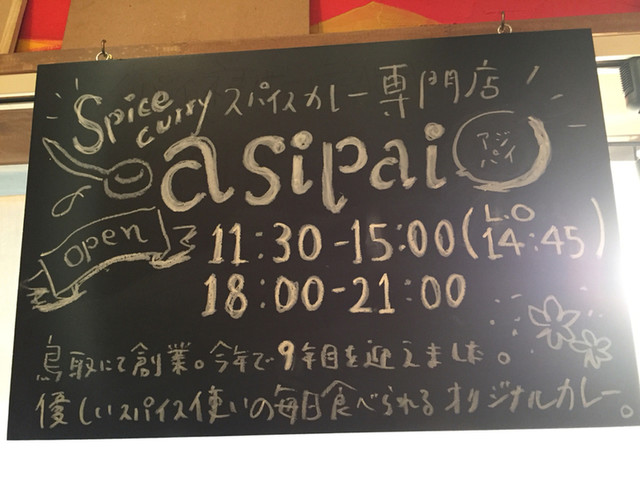 Spice curry スパイスカレー専門店
asipai アジパイ
open
11:30-15:00(L.O 14:45)
18:00-21:00
鳥取にて創業。今年で9年目を迎えました。
優しいスパイス使いの毎日食べられるオリジナルカレー。